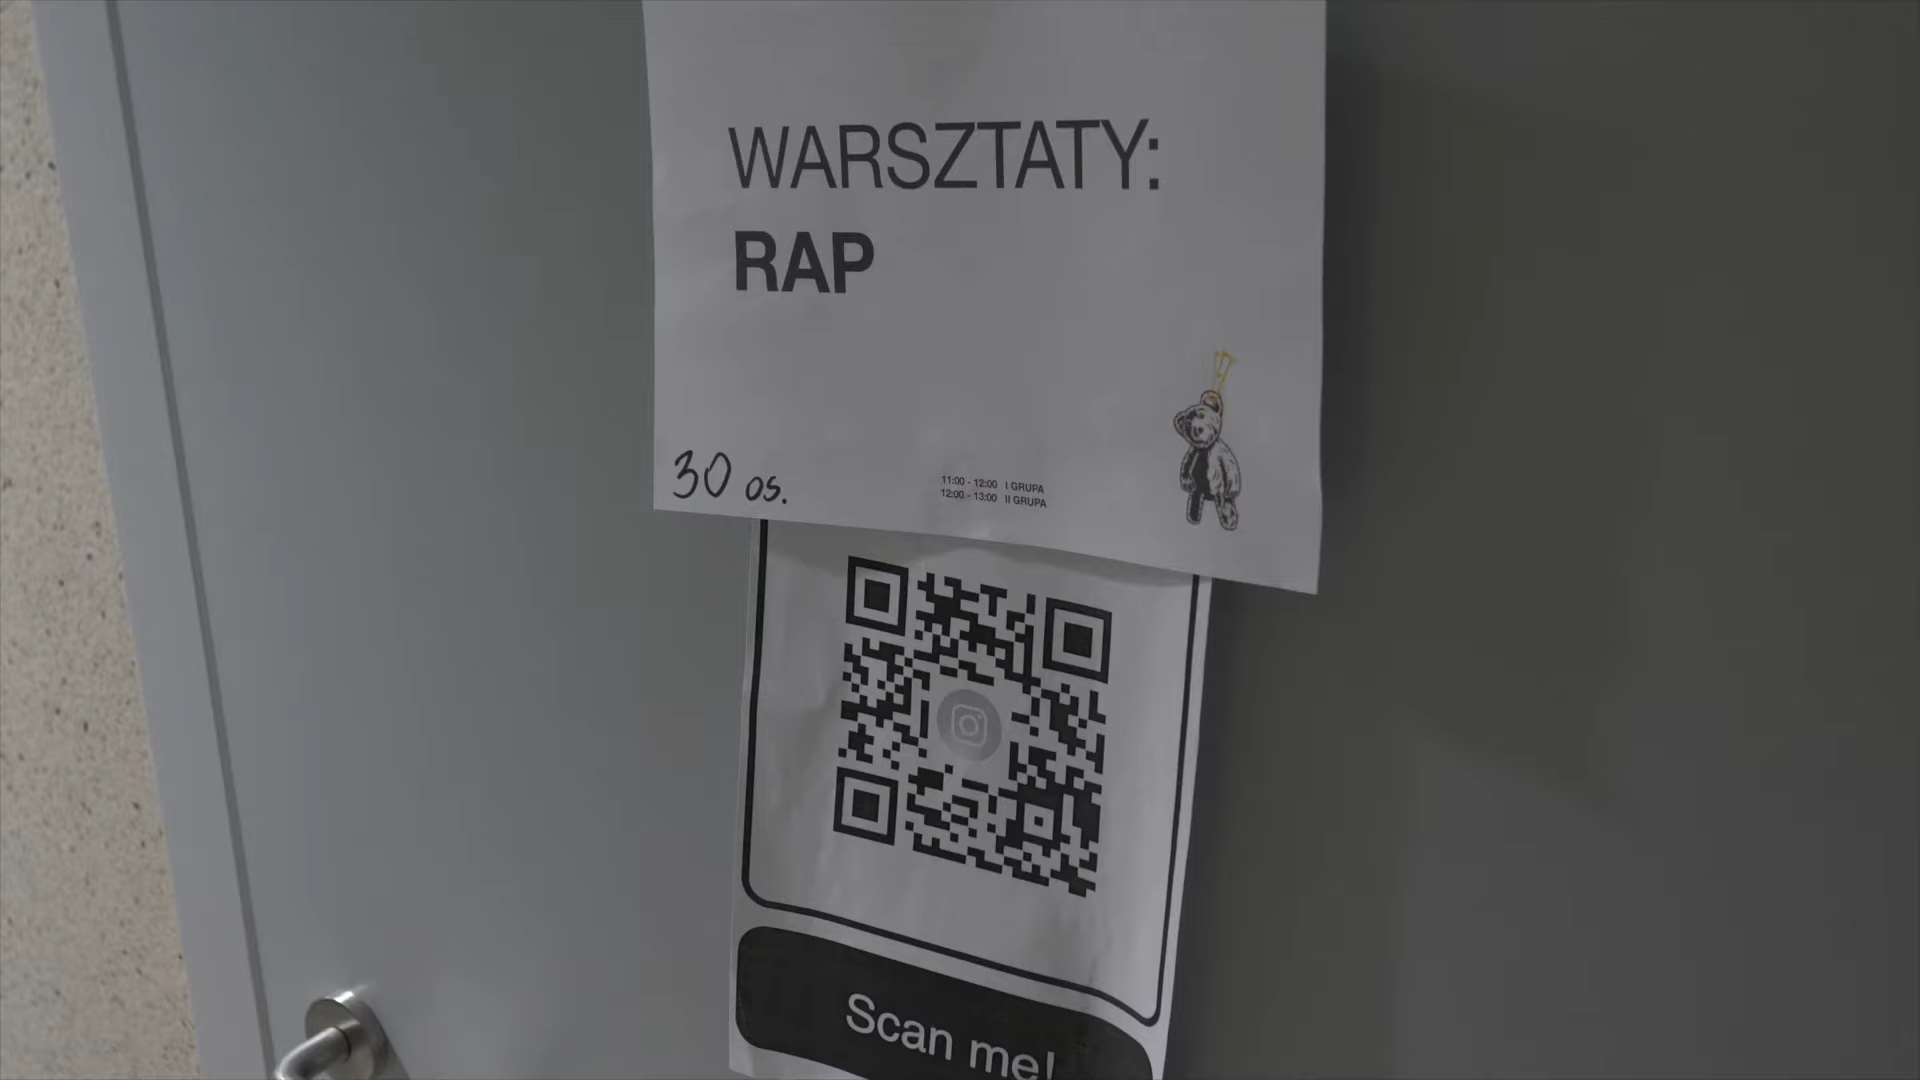 WARSZTATY:
RAP
30 os.
11:00 - 12:00 I GRUPA
12:00 - 13:00 II GRUPA
Scan me!